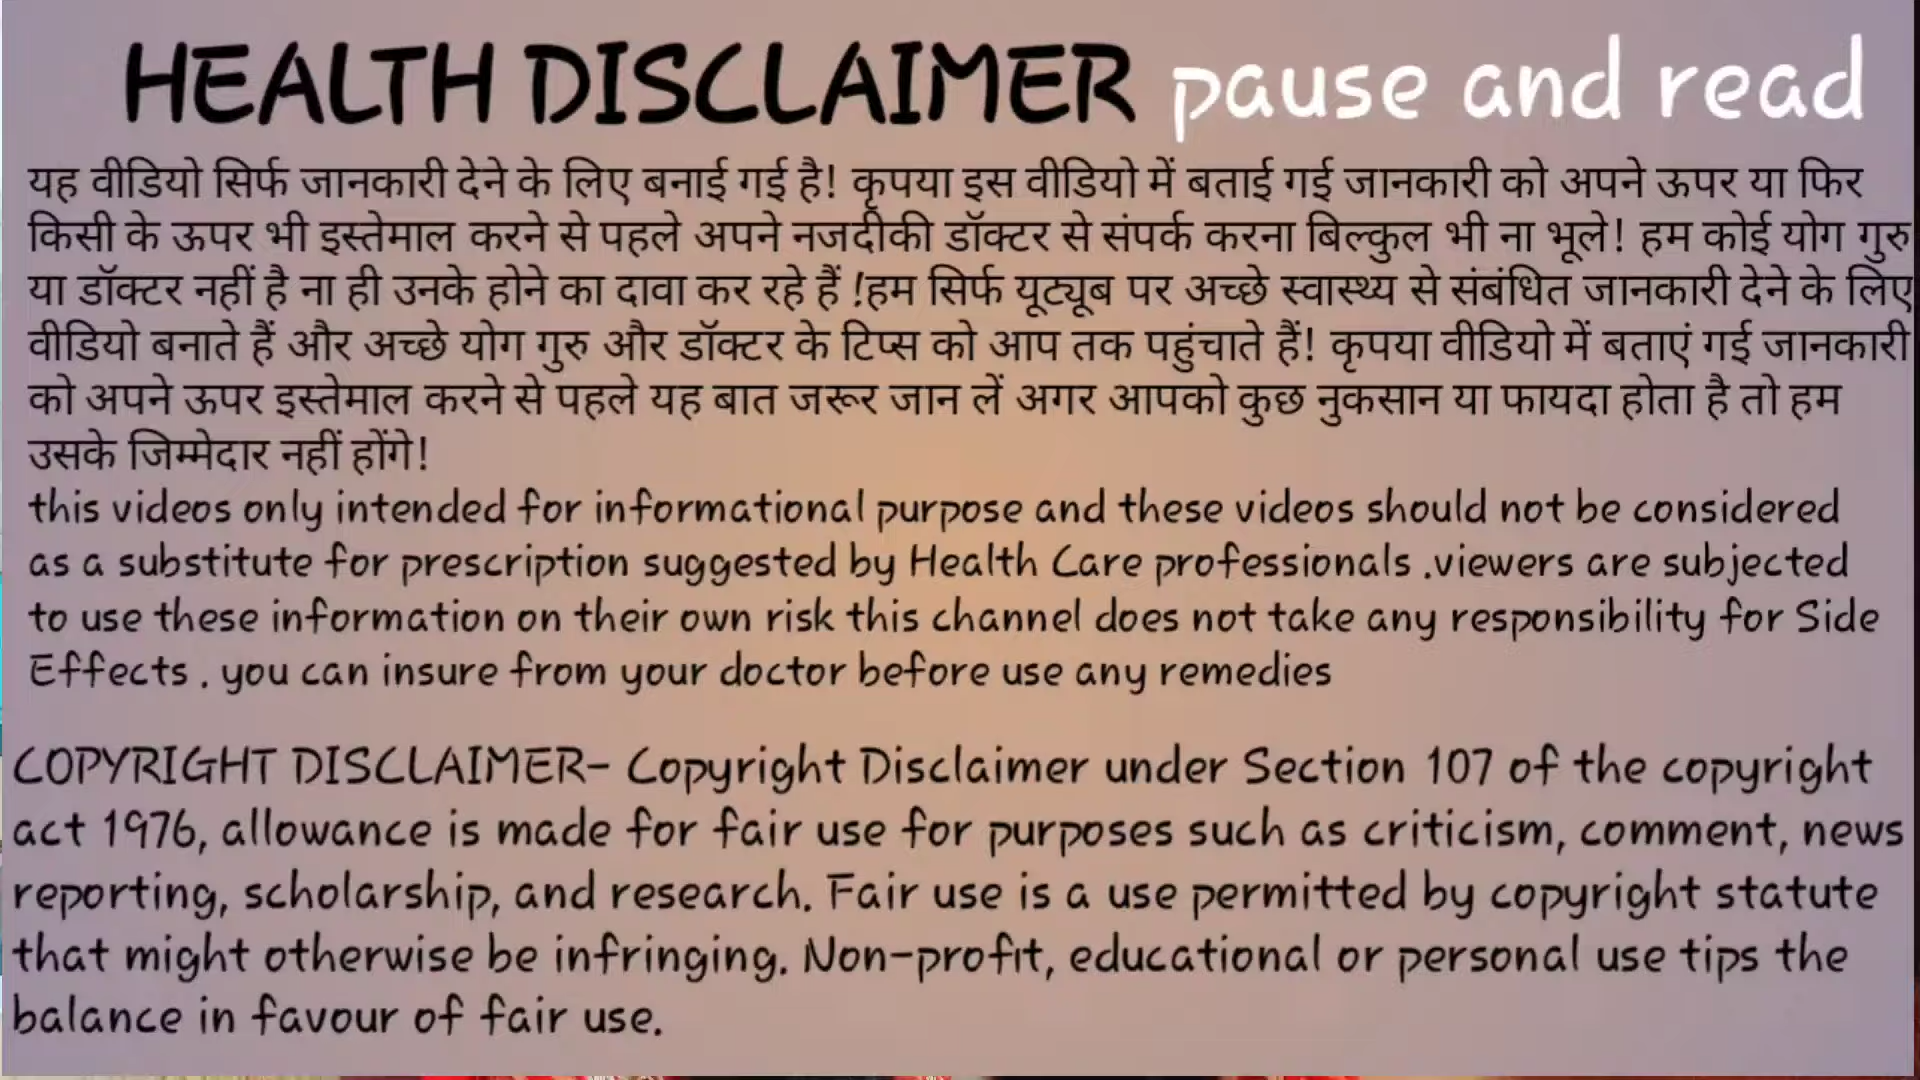 HEALTH DISCLAIMER pause and read
यह वीडियो सिर्फ जानकारी देने के लिए बनाई गई है! कृपया इस वीडियो में बताई गई जानकारी को अपने ऊपर या फिर
किसी के ऊपर भी इस्तेमाल करने से पहले अपने नजदीकी डॉक्टर से संपर्क करना बिल्कुल भी ना भूले! हम कोई योग गुरु
या डॉक्टर नहीं है ना ही उनके होने का दावा कर रहे हैं !हम सिर्फ यूट्यूब पर अच्छे स्वास्थ्य से संबंधित जानकारी देने के लिए
वीडियो बनाते हैं और अच्छे योग गुरु और डॉक्टर के टिप्स को आप तक पहुंचाते हैं! कृपया वीडियो में बताएं गई जानकारी
को अपने ऊपर इस्तेमाल करने से पहले यह बात जरूर जान लें अगर आपको कुछ नुकसान या फायदा होता है तो हम
उसके जिम्मेदार नहीं होंगे!
this videos only intended for informational purpose and these videos should not be considered
as a substitute for prescription suggested by Health Care professionals .viewers are subjected
to use these information on their own risk this channel does not take any responsibility for Side
Effects . you can insure from your doctor before use any remedies
COPYRIGHT DISCLAIMER- Copyright Disclaimer under Section 107 of the copyright
act 1976, allowance is made for fair use for purposes such as criticism, comment, news
reporting, scholarship, and research. Fair use is a use permitted by copyright statute
that might otherwise be infringing. Non-profit, educational or personal use tips the
balance in favour of fair use.